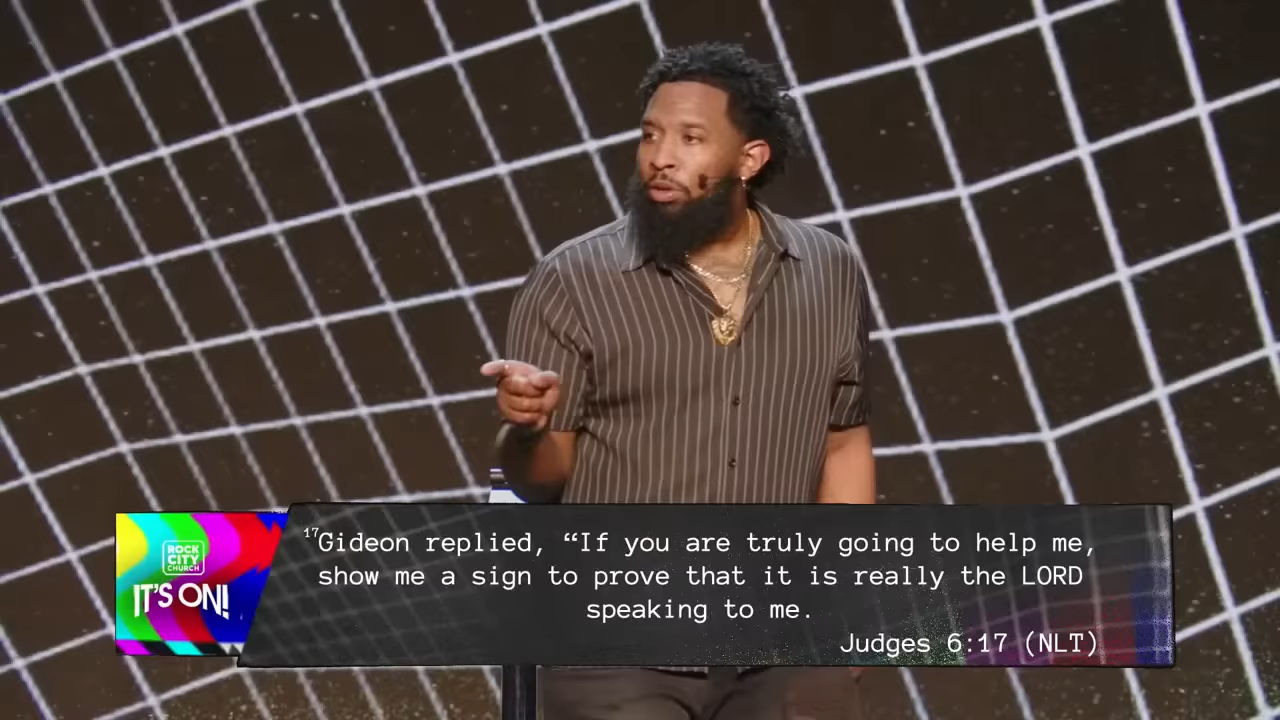 ROCK
CITY
CHURCH
IT'S ON!
17Gideon replied, “If you are truly going to help me,
show me a sign to prove that it is really the LORD
speaking to me.
Judges 6:17 (NLT)